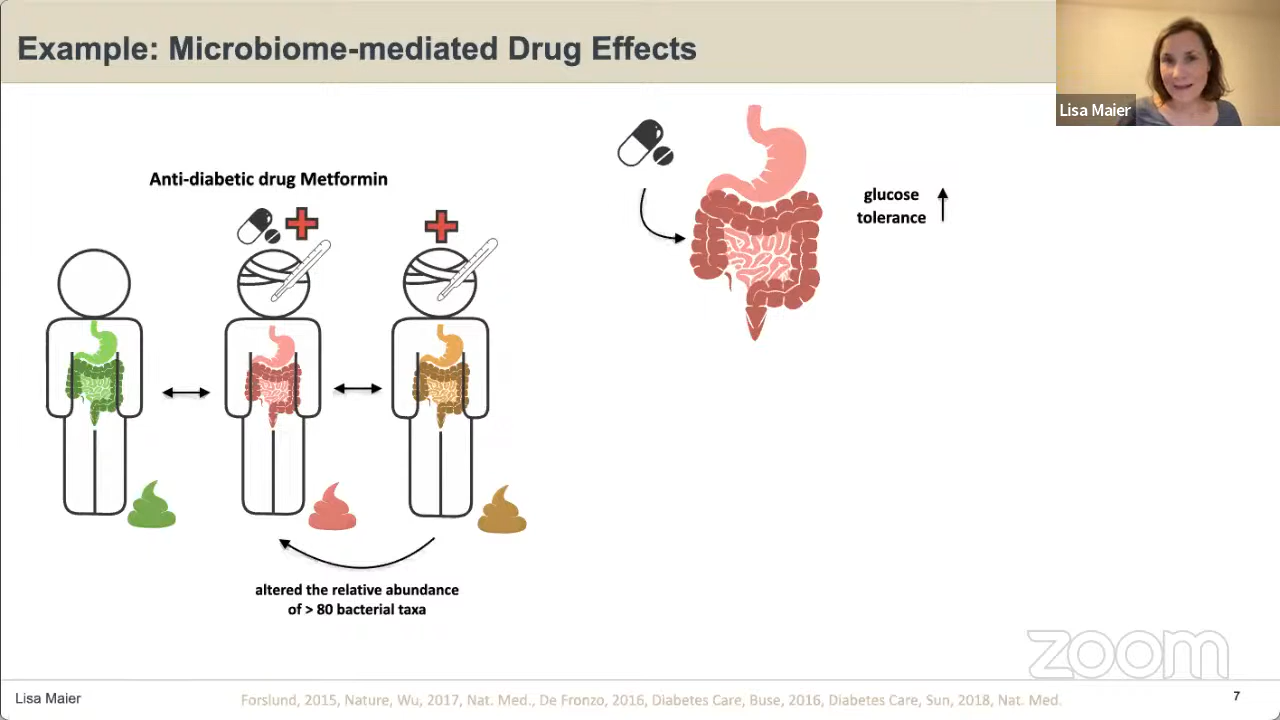 Example: Microbiome-mediated Drug Effects
Lisa Maier
Anti-diabetic drug Metformin
glucose
tolerance
altered the relative abundance
of > 80 bacterial taxa
zoom
Lisa Maier
Forslund, 2015, Nature, Wu, 2017, Nat. Med., De Fronzo, 2016, Diabetes Care, Buse, 2016, Diabetes Care, Sun, 2018, Nat. Med.
7